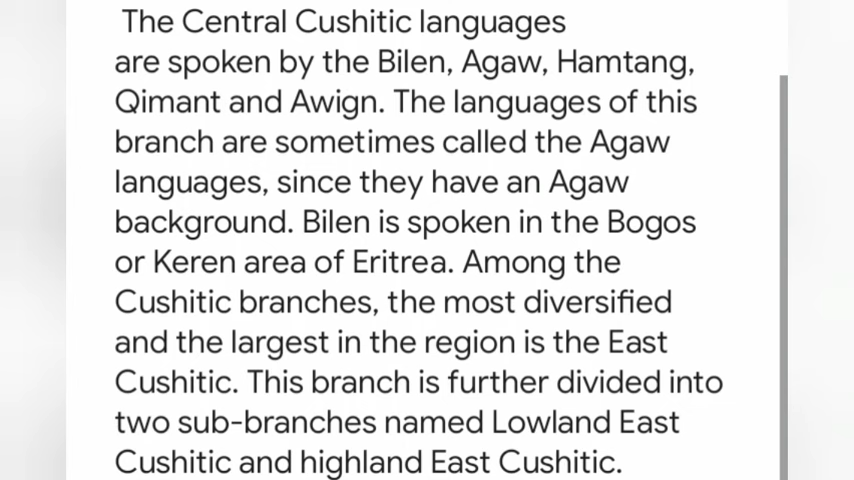 The Central Cushitic languages
are spoken by the Bilen, Agaw, Hamtang,
Qimant and Awign. The languages of this
branch are sometimes called the Agaw
languages, since they have an Agaw
background. Bilen is spoken in the Bogos
or Keren area of Eritrea. Among the
Cushitic branches, the most diversified
and the largest in the region is the East
Cushitic. This branch is further divided into
two sub-branches named Lowland East
Cushitic and highland East Cushitic.